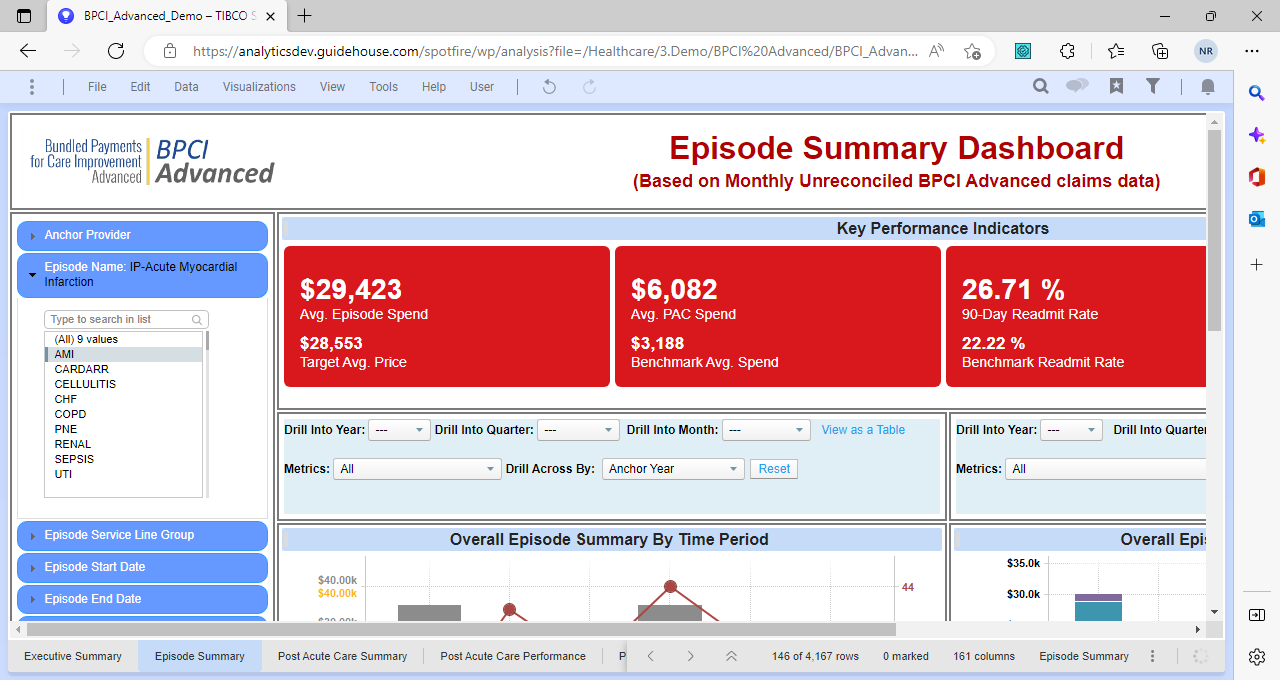 BPCI_Advanced_Demo – TIBCO S
https://analyticsdev.guidehouse.com/spotfire/wp/analysis?file=/Healthcare/3.Demo/BPCI%20Advanced/BPCI_Advan...
NR
File Edit Data Visualizations View Tools Help User
Bundled Payments
for Care Improvement
Advanced
BPCI
Advanced
Episode Summary Dashboard
(Based on Monthly Unreconciled BPCI Advanced claims data)
Anchor Provider
Episode Name: IP-Acute Myocardial
Infarction
Type to search in list
(All) 9 values
AMI
CARDARR
CELLULITIS
CHF
COPD
PNE
RENAL
SEPSIS
UTI
Episode Service Line Group
Episode Start Date
Episode End Date
Key Performance Indicators
$29,423
Avg. Episode Spend
$28,553
Target Avg. Price
$6,082
Avg. PAC Spend
$3,188
Benchmark Avg. Spend
26.71 %
90-Day Readmit Rate
22.22 %
Benchmark Readmit Rate
Drill Into Year: --- Drill Into Quarter: --- Drill Into Month: --- View as a Table
Metrics: All Drill Across By: Anchor Year Reset
Drill Into Year: --- Drill Into Quarter
Metrics: All
Overall Episode Summary By Time Period
$40.00k
$40.00k
44
Overall Epi
$35.0k
$30.0k
Executive Summary Episode Summary Post Acute Care Summary Post Acute Care Performance P
146 of 4,167 rows 0 marked 161 columns Episode Summary